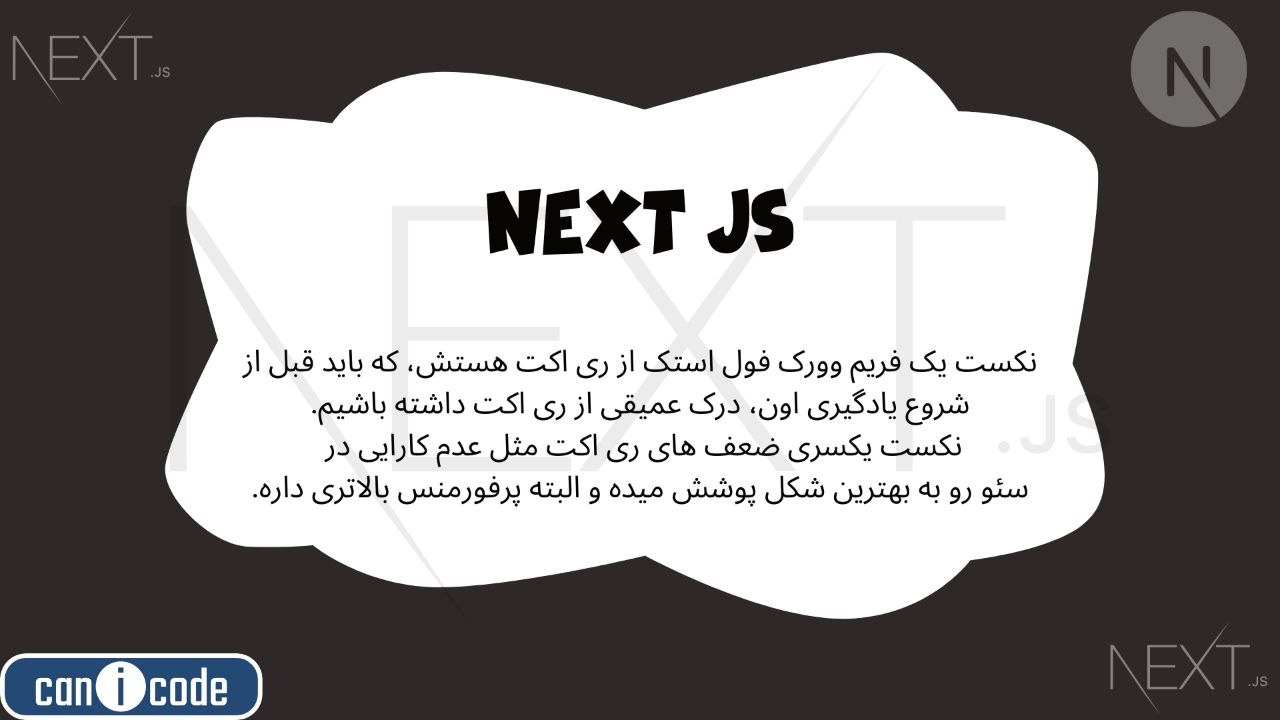 NEXT.JS
N
NEXT JS
NEXT.JS
نکست یک فریم وورک فول استک از ری اکت هستش، که باید قبل از
شروع یادگیری اون، درک عمیقی از ری اکت داشته باشیم.
نکست یکسری ضعف های ری اکت مثل عدم کارایی در
سئو رو به بهترین شکل پوشش میده و البته پرفورمنس بالاتری داره.
can i code
NEXT.JS